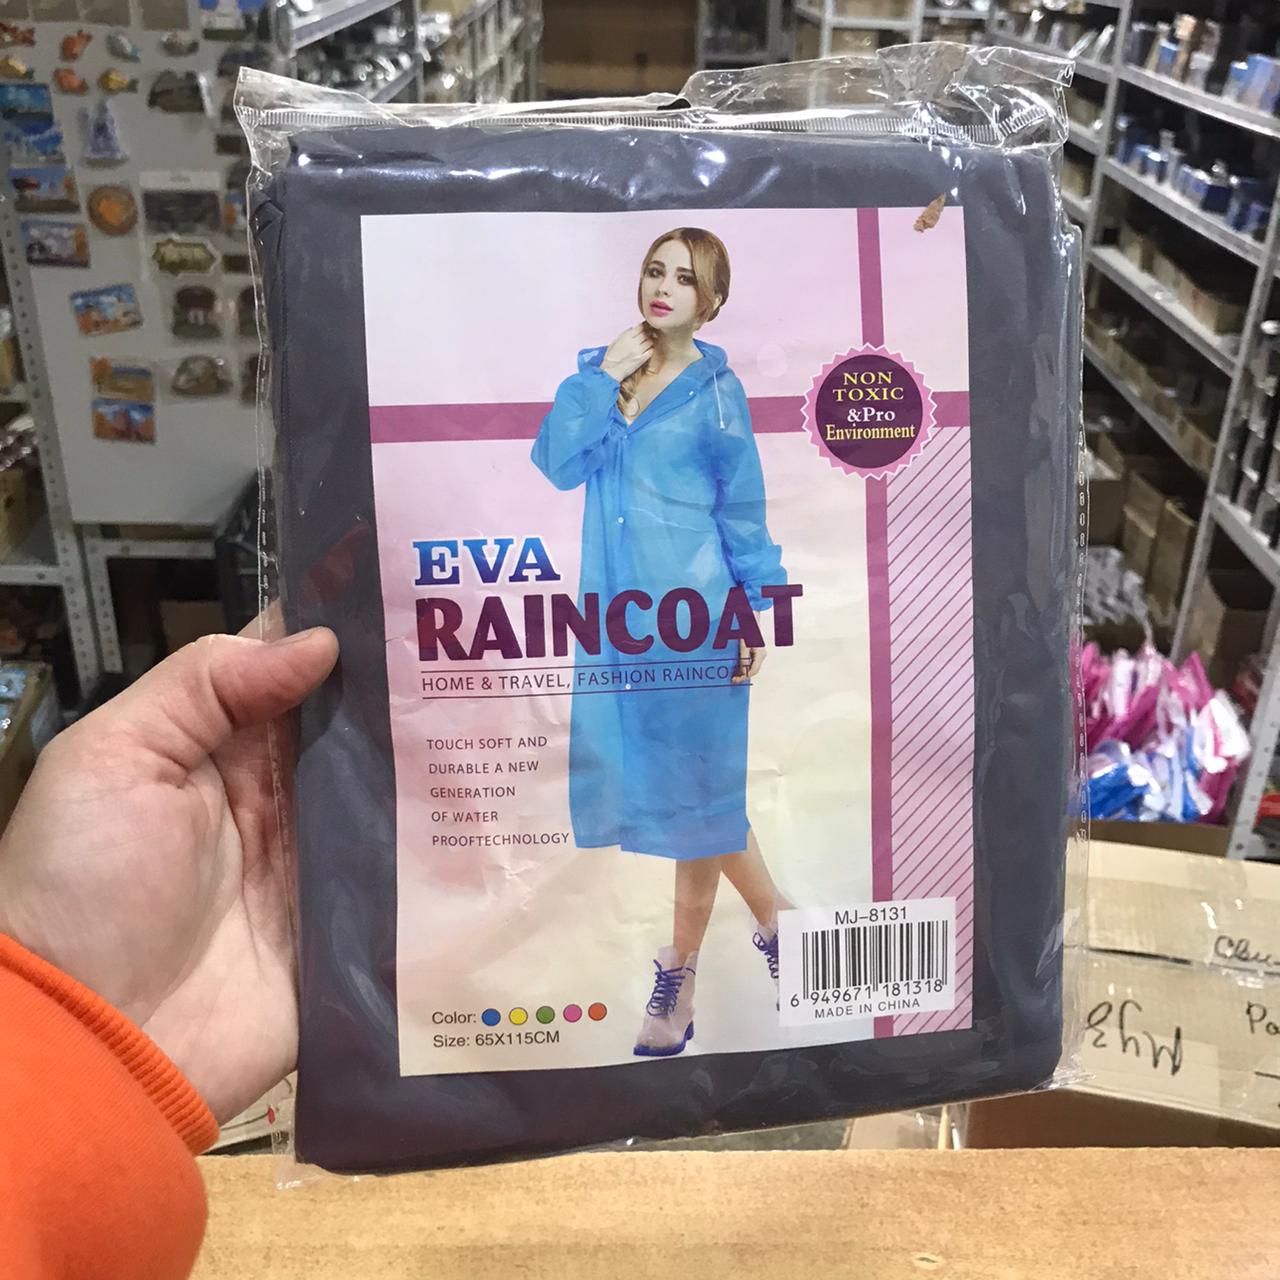 NON
TOXIC
&Pro
Environment
EVA
RAINCOAT
HOME & TRAVEL, FASHION RAINCOAT
TOUCH SOFT AND
DURABLE A NEW
GENERATION
OF WATER
PROOFTECHNOLOGY
Color:
Size: 65X115CM
MJ-8131
6 949671 181318
MADE IN CHINA